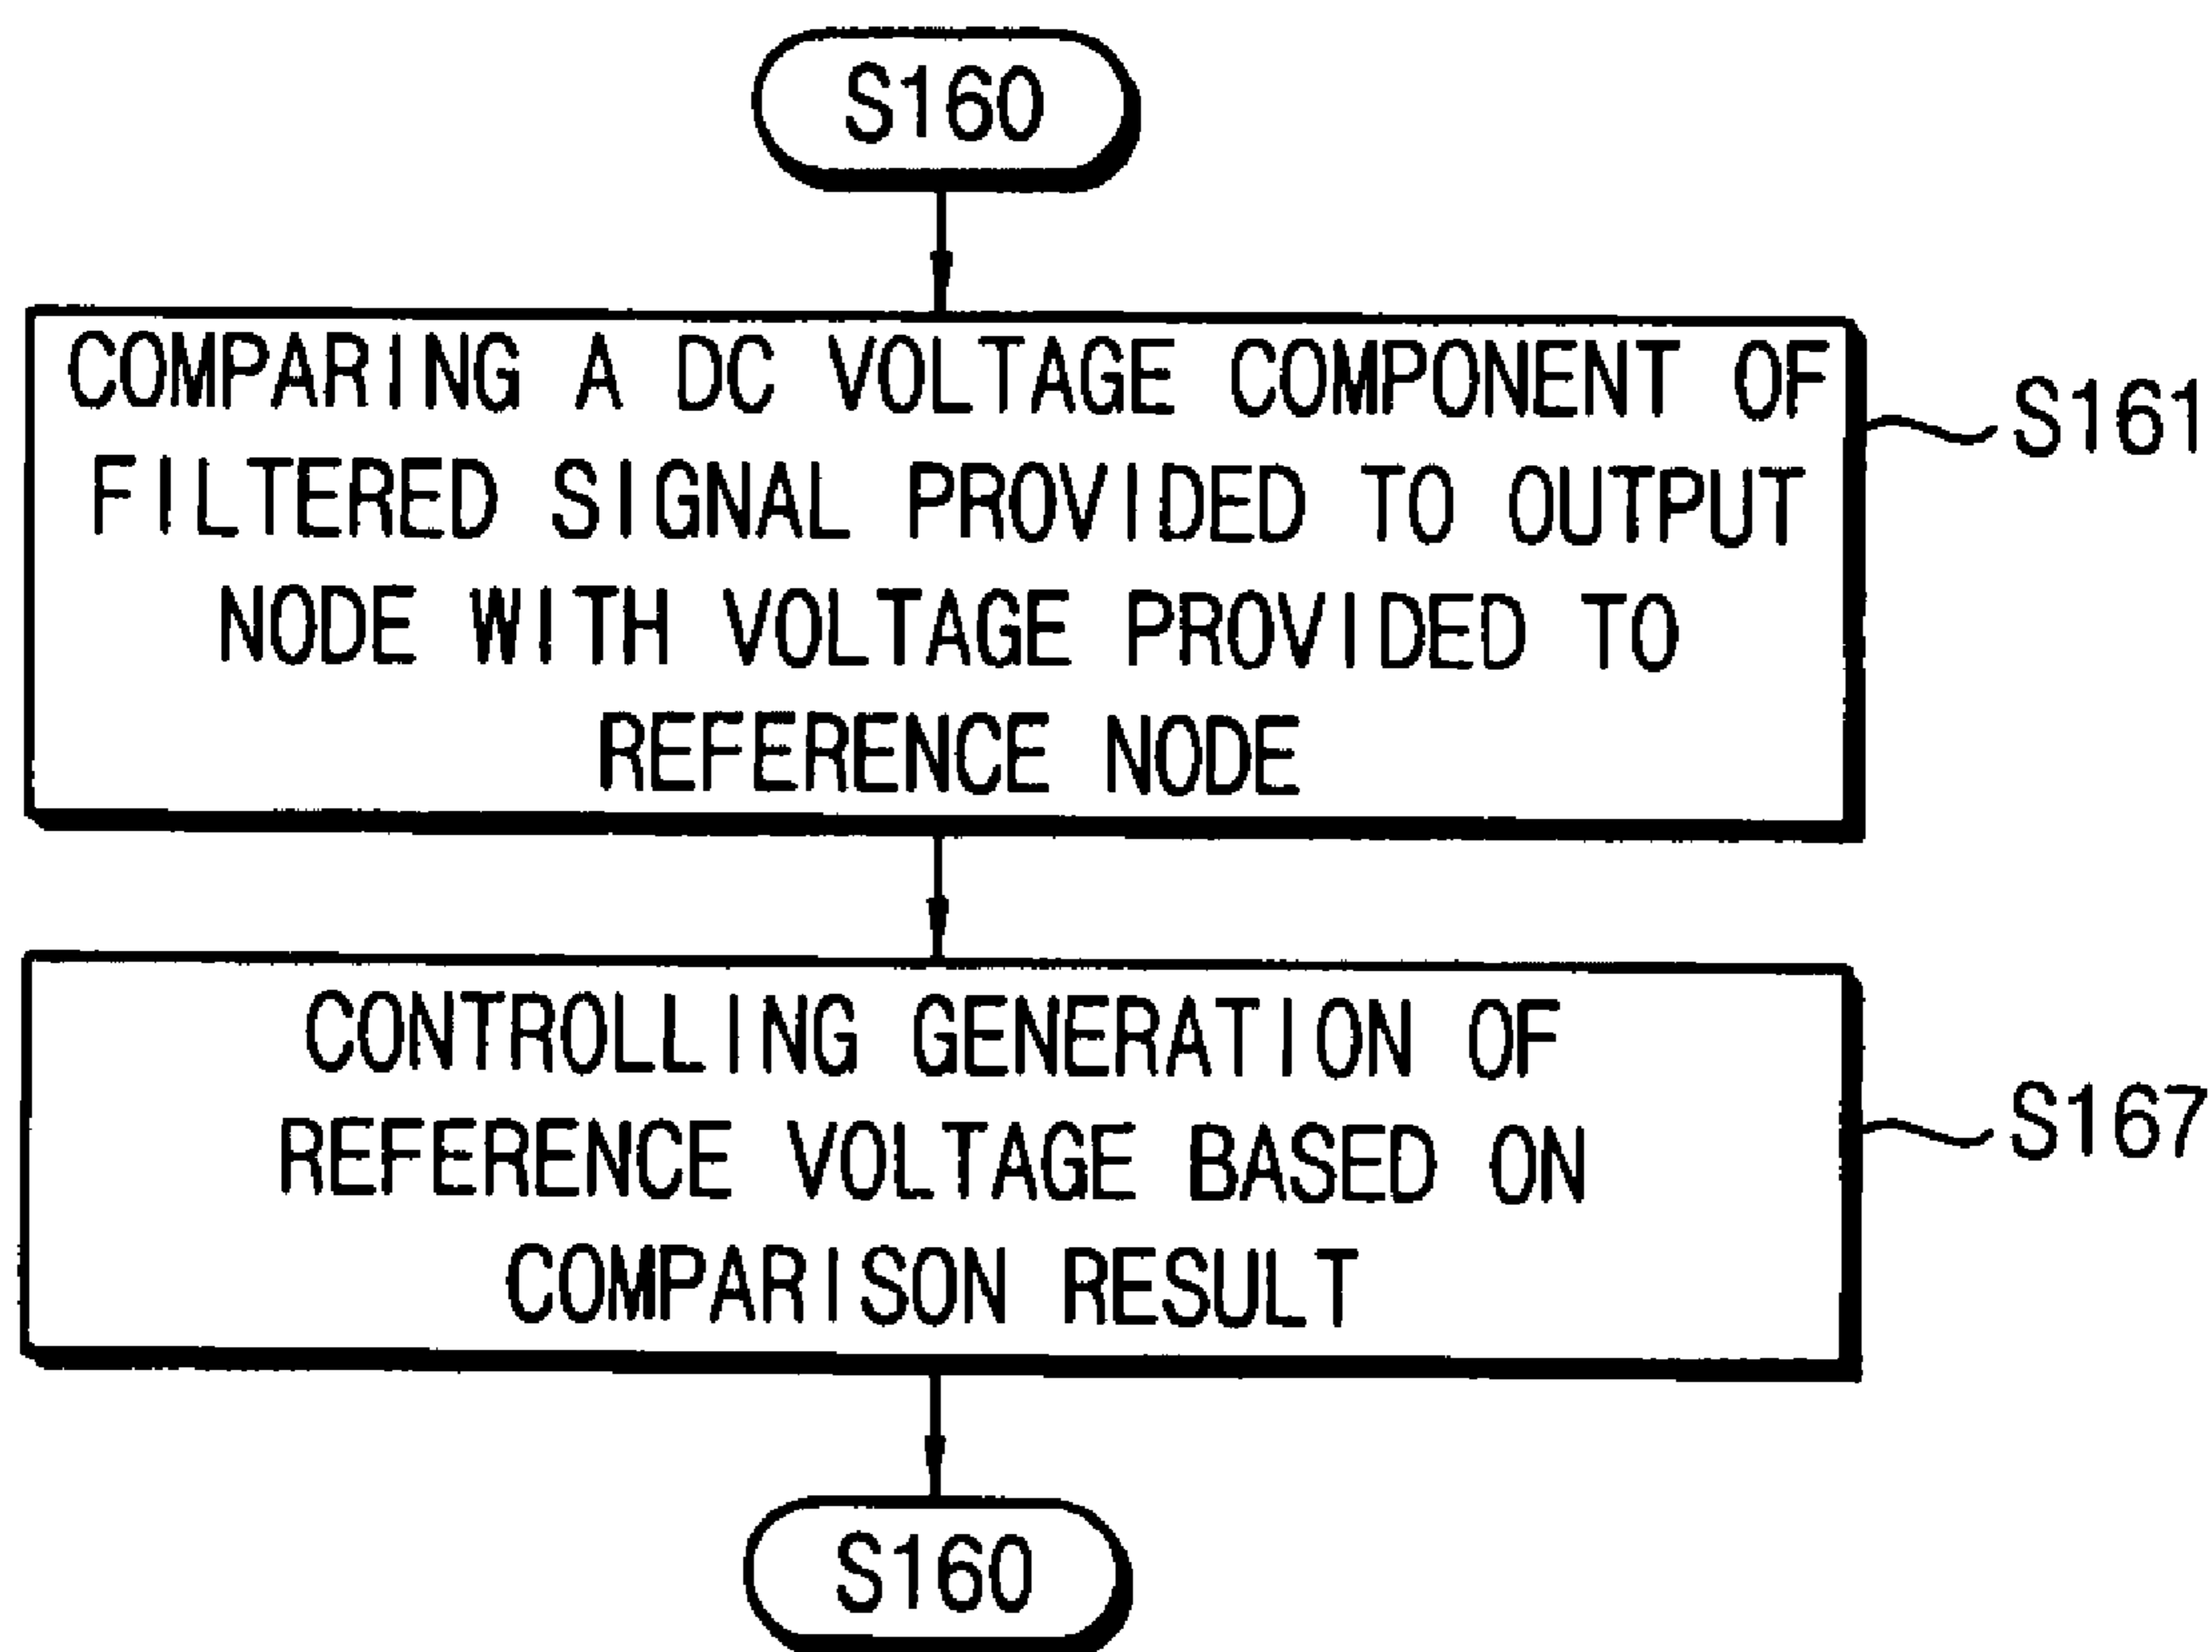 S160
COMPARING A DC VOLTAGE COMPONENT OF
FILTERED SIGNAL PROVIDED TO OUTPUT
NODE WITH VOLTAGE PROVIDED TO
REFERENCE NODE
S161
CONTROLLING GENERATION OF
REFERENCE VOLTAGE BASED ON
COMPARISON RESULT
S167
S160